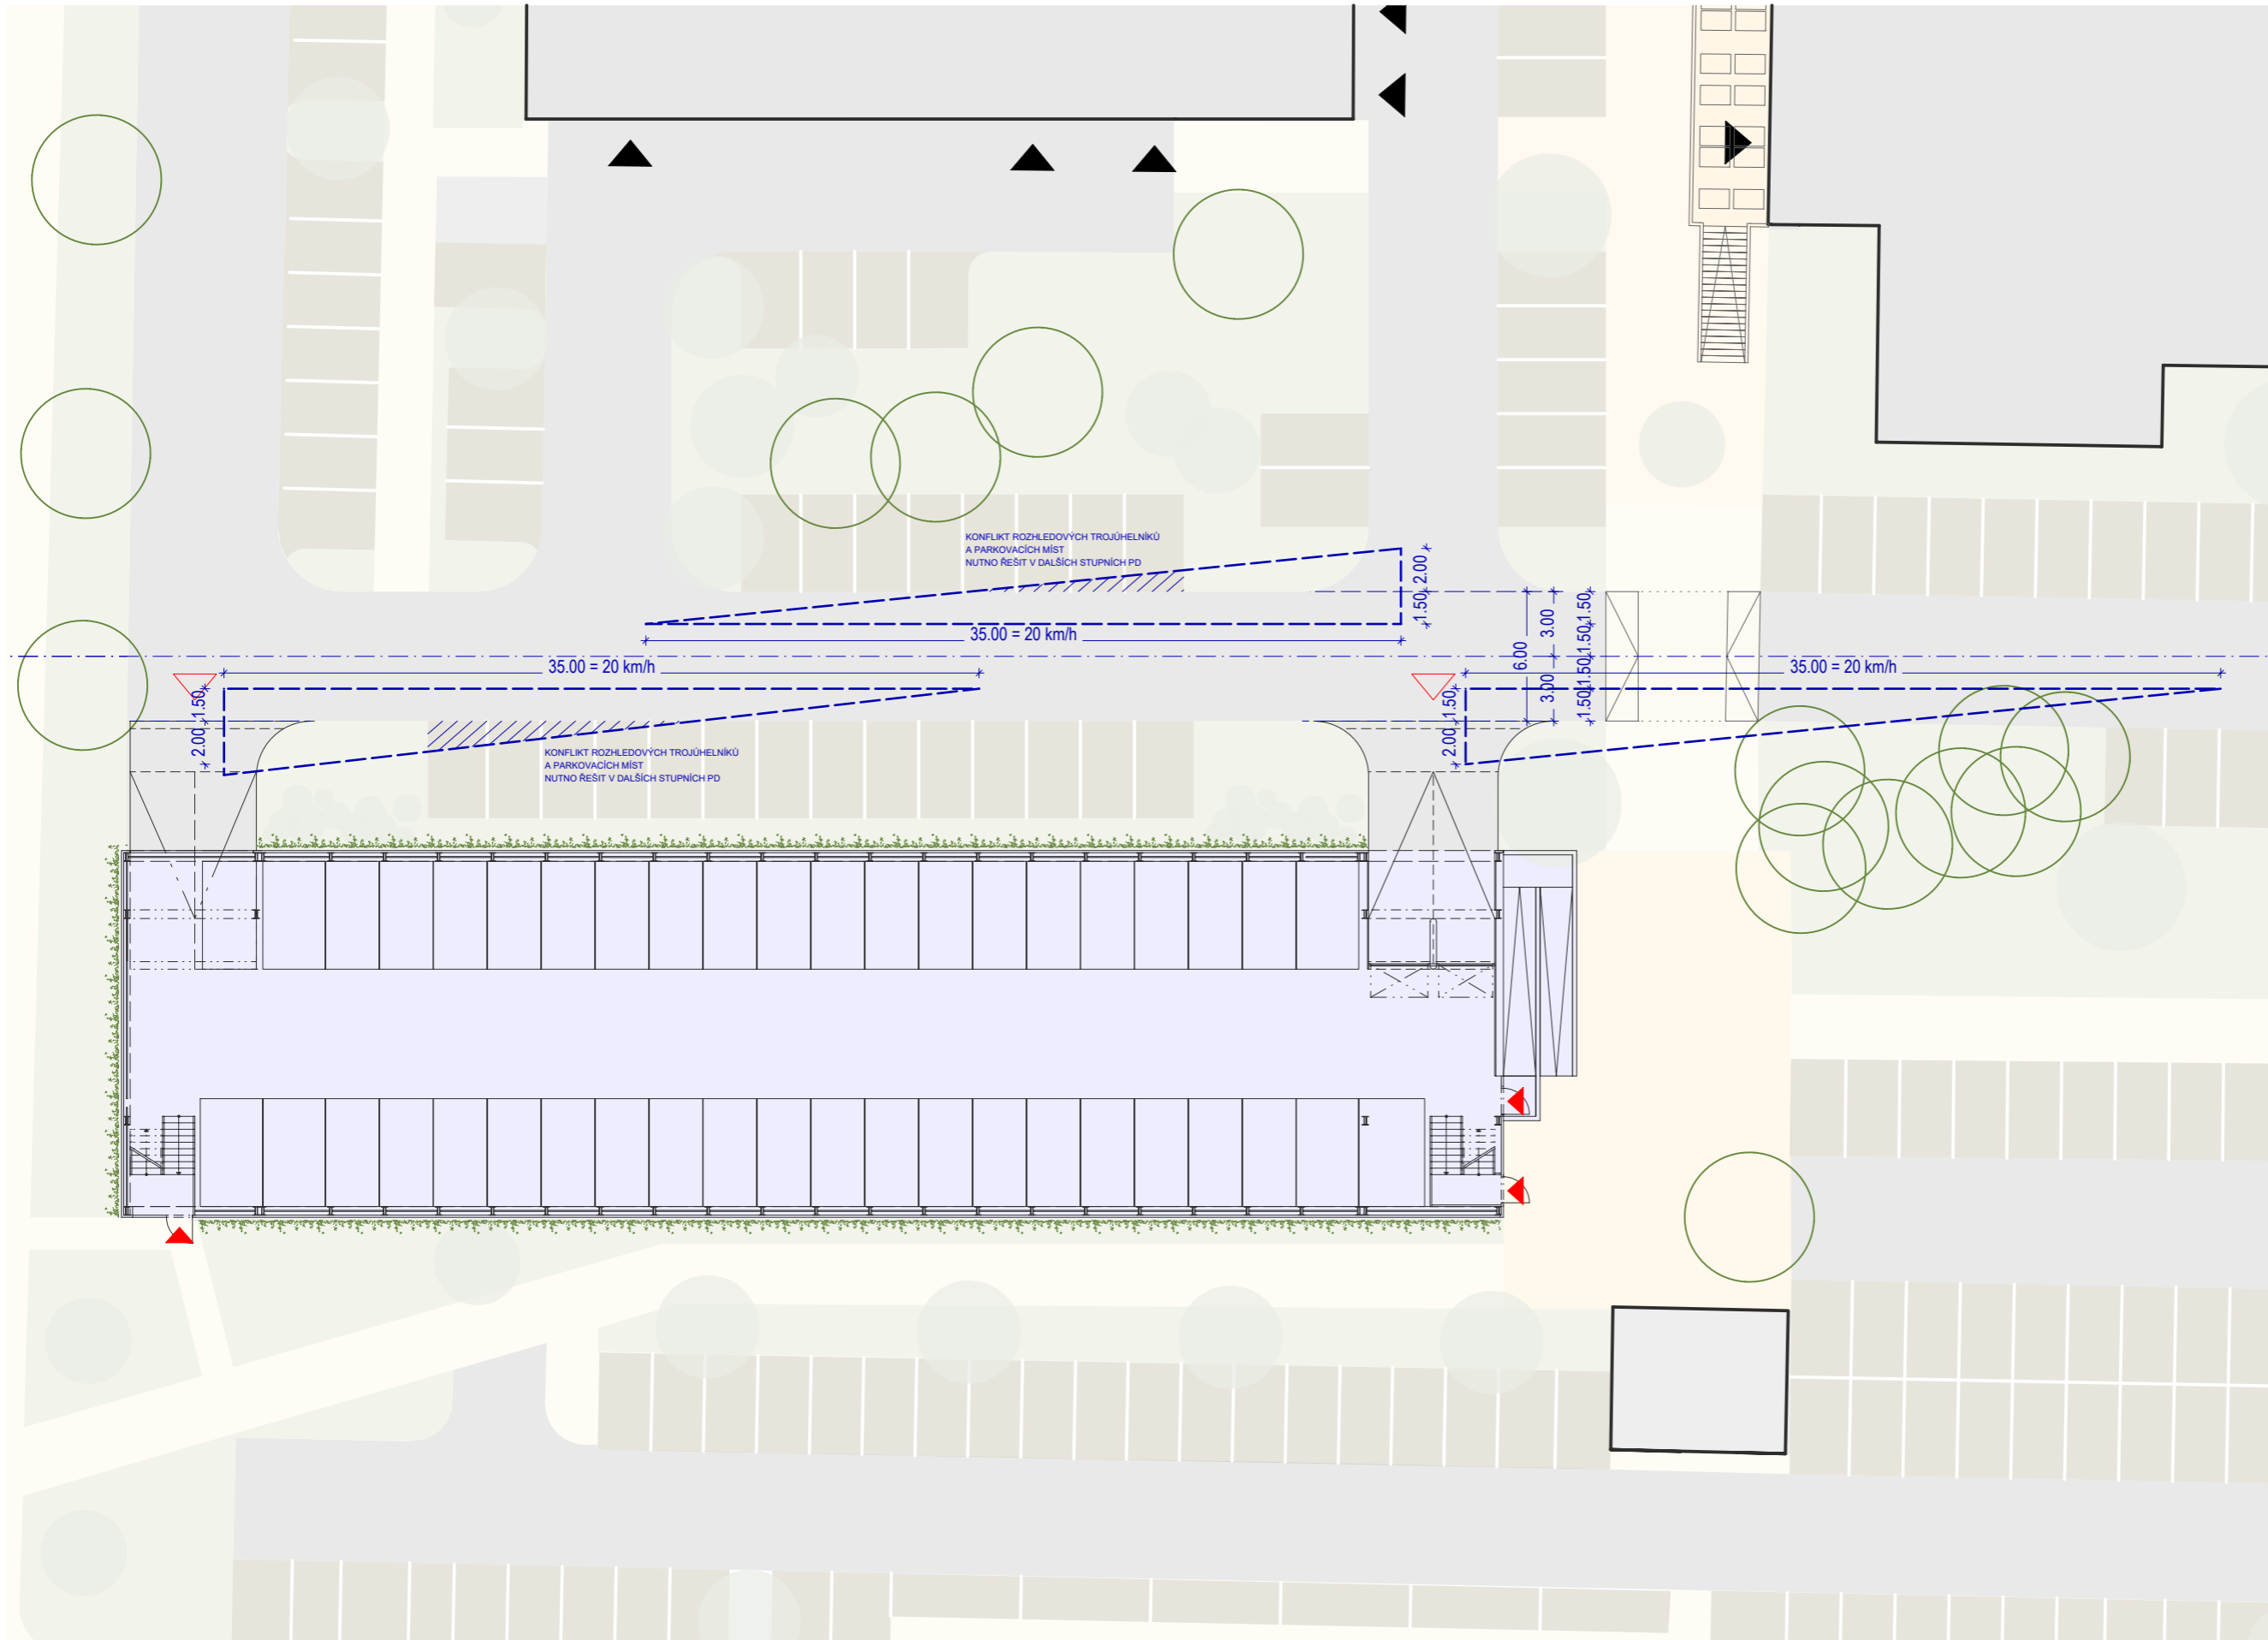 KONFLIKT ROZHLEDOVÝCH TROJÚHELNÍKŮ
A PARKOVACÍCH MÍST
NUTNO ŘEŠIT V DALŠÍCH STUPNÍCH PD
2.00
1.50
35.00 = 20 km/h
6.00
3.00
3.00
1.50
1.50
1.50
1.50
35.00 = 20 km/h
1.50
2.00
35.00 = 20 km/h
1.50
2.00
KONFLIKT ROZHLEDOVÝCH TROJÚHELNÍKŮ
A PARKOVACÍCH MÍST
NUTNO ŘEŠIT V DALŠÍCH STUPNÍCH PD